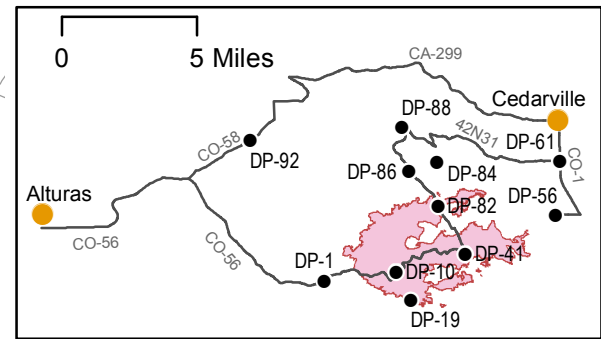 0 5 Miles
CA-299
Cedarville
DP-88
42N31
DP-61
CO-58
DP-92
DP-86
DP-84
CO-1
Alturas
DP-56
DP-82
CO-56
CO-56
DP-1
DP-10
DP-41
DP-19